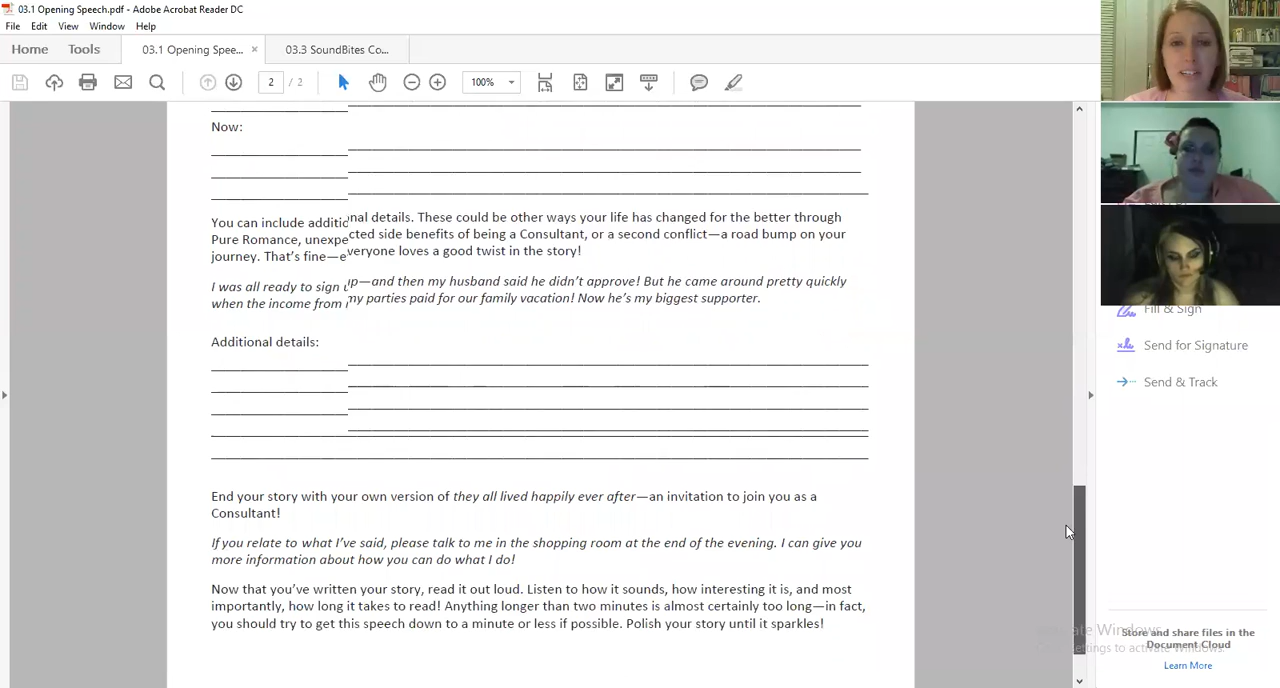 03.1 Opening Speech.pdf - Adobe Acrobat Reader DC
File Edit View Window Help
Home Tools 03.1 Opening Spee... × 03.3 SoundBites Co...
2 / 2 100%
Now:
You can include additional details. These could be other ways your life has changed for the better through
Pure Romance, unexpected side benefits of being a Consultant, or a second conflict—a road bump on your
journey. That's fine—everyone loves a good twist in the story!
I was all ready to sign up—and then my husband said he didn't approve! But he came around pretty quickly
when the income from my parties paid for our family vacation! Now he's my biggest supporter.
Additional details:
End your story with your own version of they all lived happily ever after—an invitation to join you as a
Consultant!
If you relate to what I've said, please talk to me in the shopping room at the end of the evening. I can give you
more information about how you can do what I do!
Now that you've written your story, read it out loud. Listen to how it sounds, how interesting it is, and most
importantly, how long it takes to read! Anything longer than two minutes is almost certainly too long—in fact,
you should try to get this speech down to a minute or less if possible. Polish your story until it sparkles!
Fill & Sign
Send for Signature
Send & Track
Activate Windows
Settings to activate Windows.
Store and share files in the
Document Cloud
Learn More